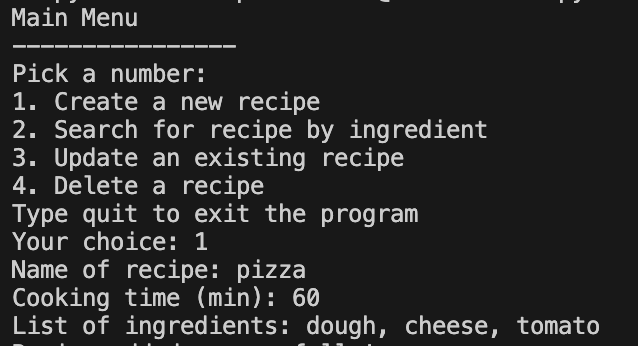 Main Menu
----------------
Pick a number:
1. Create a new recipe
2. Search for recipe by ingredient
3. Update an existing recipe
4. Delete a recipe
Type quit to exit the program
Your choice: 1
Name of recipe: pizza
Cooking time (min): 60
List of ingredients: dough, cheese, tomato